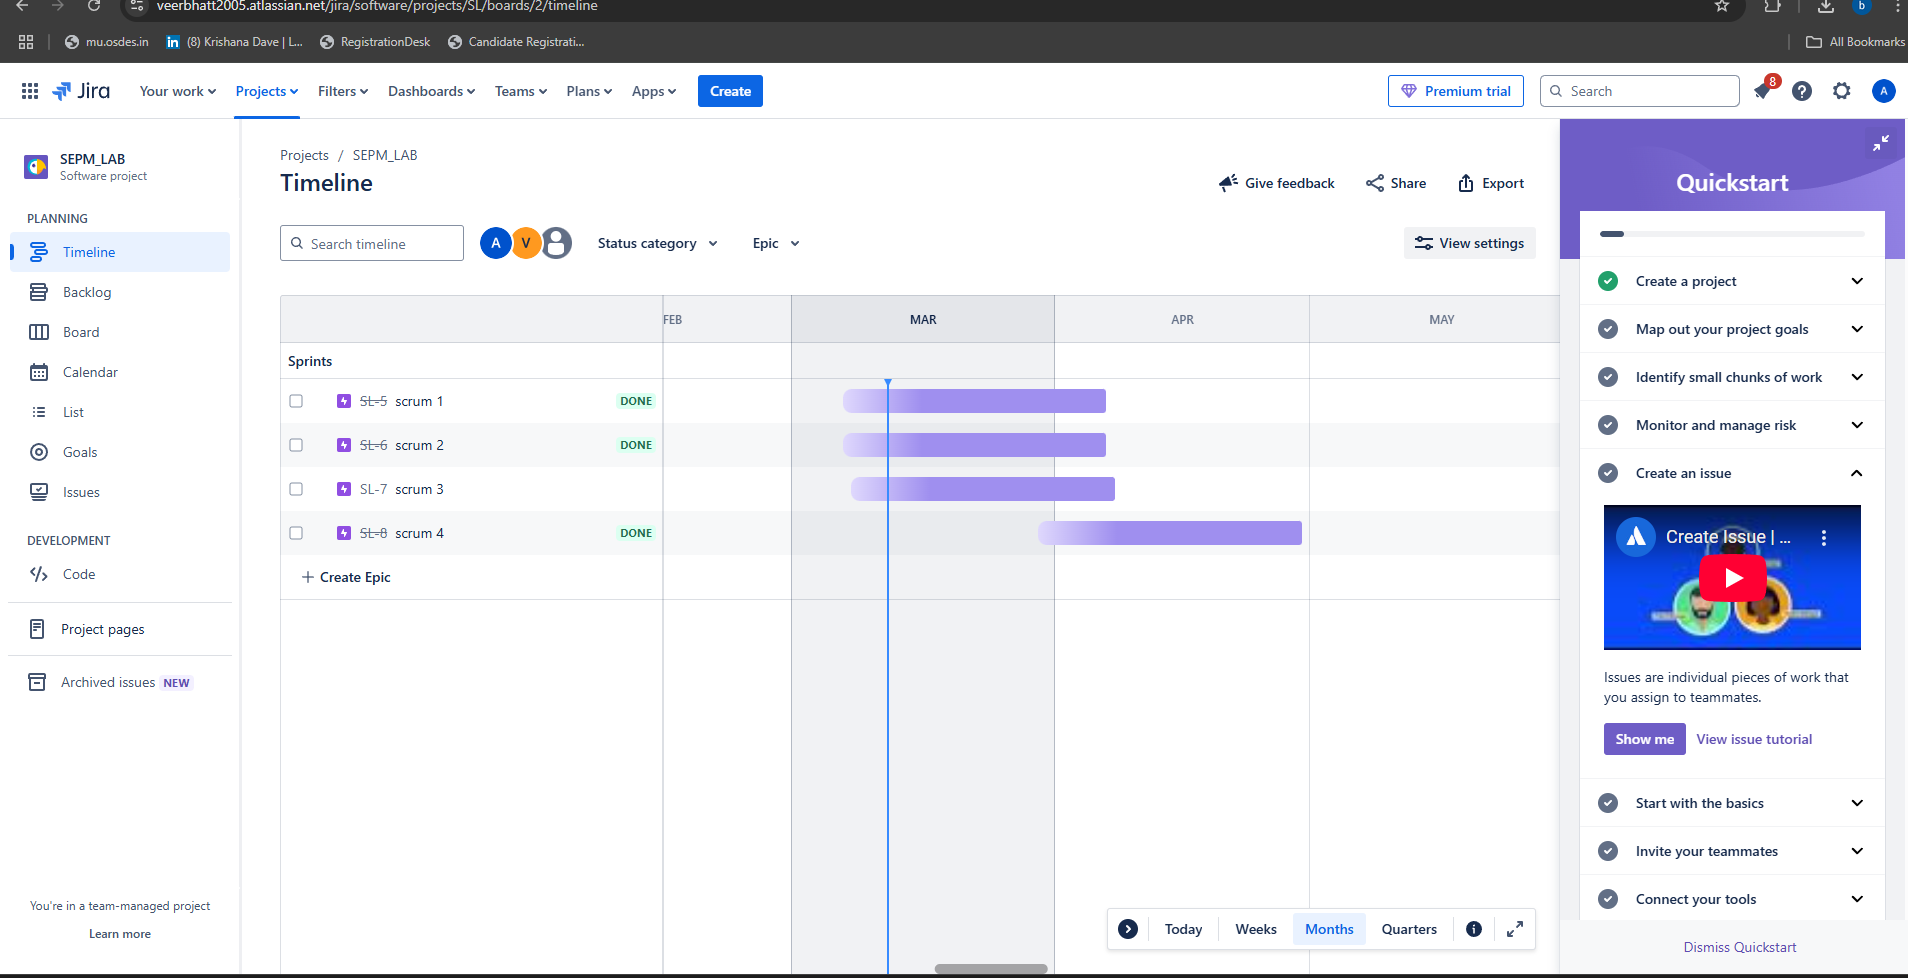 veerbhatt2005.atlassian.net/jira/software/projects/SL/boards/2/timeline
b
mu.osdes.in
(8) Krishana Dave | L...
RegistrationDesk
Candidate Registrati...
All Bookmarks
Jira
Your work
Projects
Filters
Dashboards
Teams
Plans
Apps
Create
Premium trial
Search
8
A
SEPM_LAB
Software project
PLANNING
Timeline
Backlog
Board
Calendar
List
Goals
Issues
DEVELOPMENT
Code
Project pages
Archived issues NEW
You're in a team-managed project
Learn more
Projects / SEPM_LAB
Timeline
Give feedback
Share
Export
Search timeline
A
V
Status category
Epic
View settings
FEB
MAR
APR
MAY
Sprints
SL-5 scrum 1 DONE
SL-6 scrum 2 DONE
SL-7 scrum 3
SL-8 scrum 4 DONE
+ Create Epic
Today
Weeks
Months
Quarters
Quickstart
Create a project
Map out your project goals
Identify small chunks of work
Monitor and manage risk
Create an issue
Create Issue | ...
Issues are individual pieces of work that
you assign to teammates.
Show me
View issue tutorial
Start with the basics
Invite your teammates
Connect your tools
Dismiss Quickstart